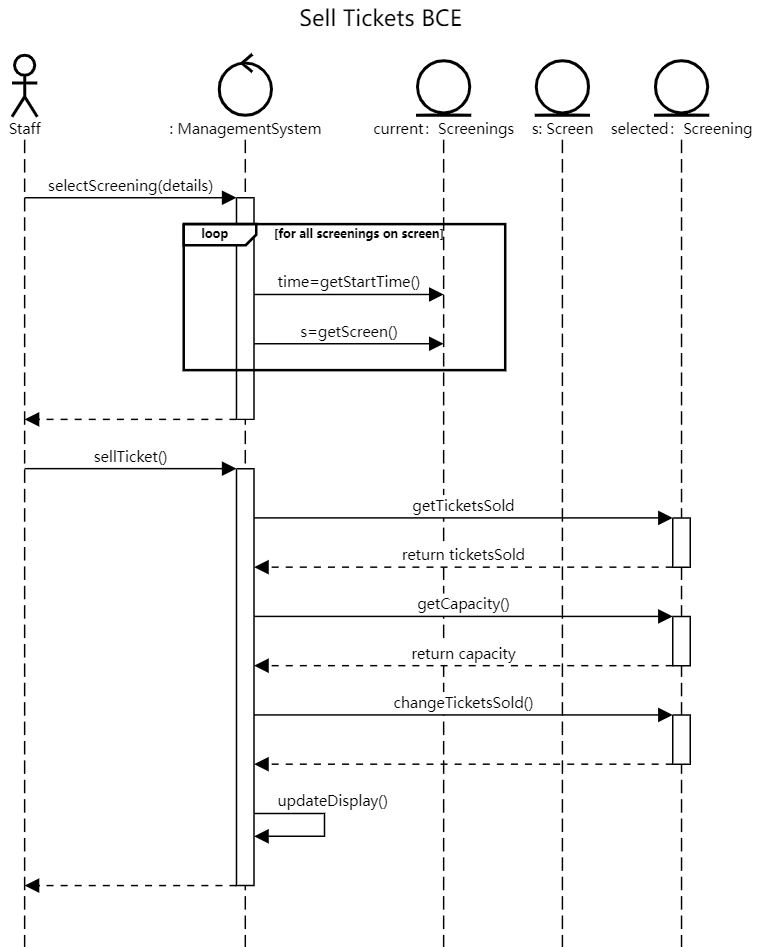 Sell Tickets BCE
Staff
: ManagementSystem
current: Screenings
s: Screen
selected: Screening
selectScreening(details)
loop
[for all screenings on screen]
time=getStartTime()
s=getScreen()
sellTicket()
getTicketsSold
return ticketsSold
getCapacity()
return capacity
changeTicketsSold()
updateDisplay()